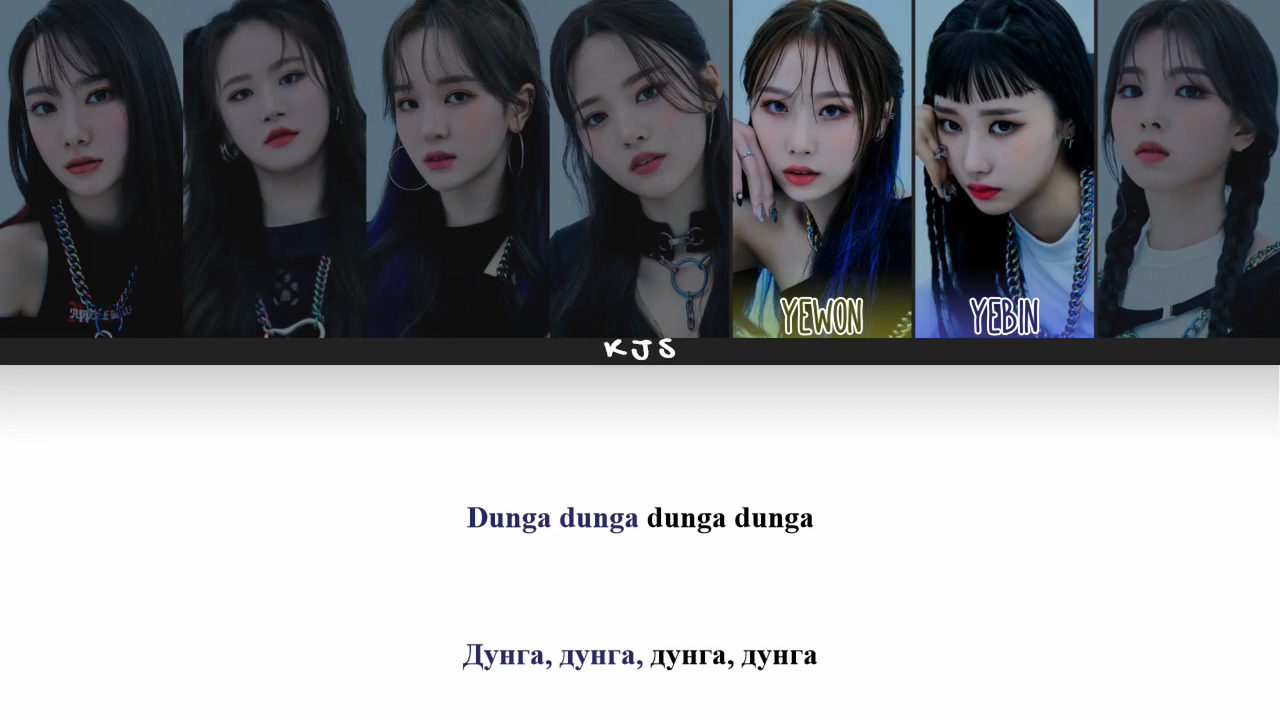 YEWON
YEBIN
KJS
Dunga dunga dunga dunga
Дунга, дунга, дунга, дунга